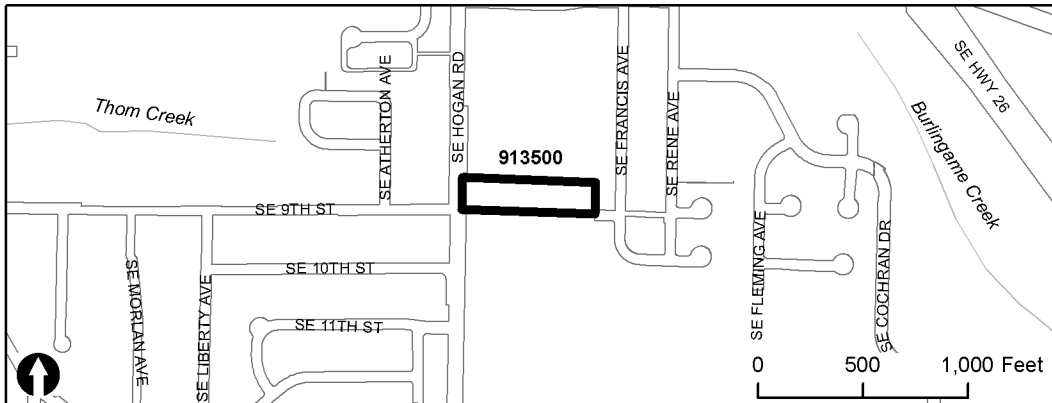 SE HWY 26
Thom Creek
SE ATHERTON AVE
SE HOGAN RD
SE FRANCIS AVE
SE RENE AVE
Burlingame Creek
913500
SE 9TH ST
SE 10TH ST
SE 11TH ST
SE MORLAN AVE
SE LIBERTY AVE
SE FLEMING AVE
SE COCHRAN DR
0 500 1,000 Feet